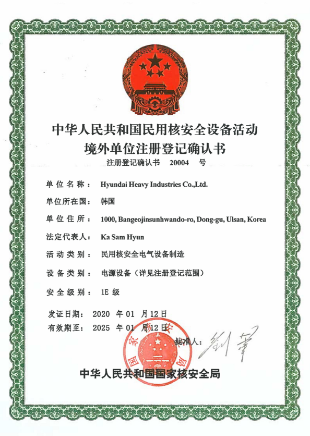 中华人民共和国民用核安全设备活动
境外单位注册登记确认书
注册登记确认书 20004 号
单位名称： Hyundai Heavy Industries Co.,Ltd.
单位所在国： 韩国
单位住所： 1000, Bangeojinsunhwando-ro, Dong-gu, Ulsan, Korea
法定代表人： Ka Sam Hyun
活动类别： 民用核安全电气设备制造
设备类别： 电源设备（详见注册登记范围）
安全级别： 1E 级
发证日期： 2020 年 01 月 12 日
有效期至： 2025 年 01 月 12 日
批准人：
中华人民共和国国家核安全局